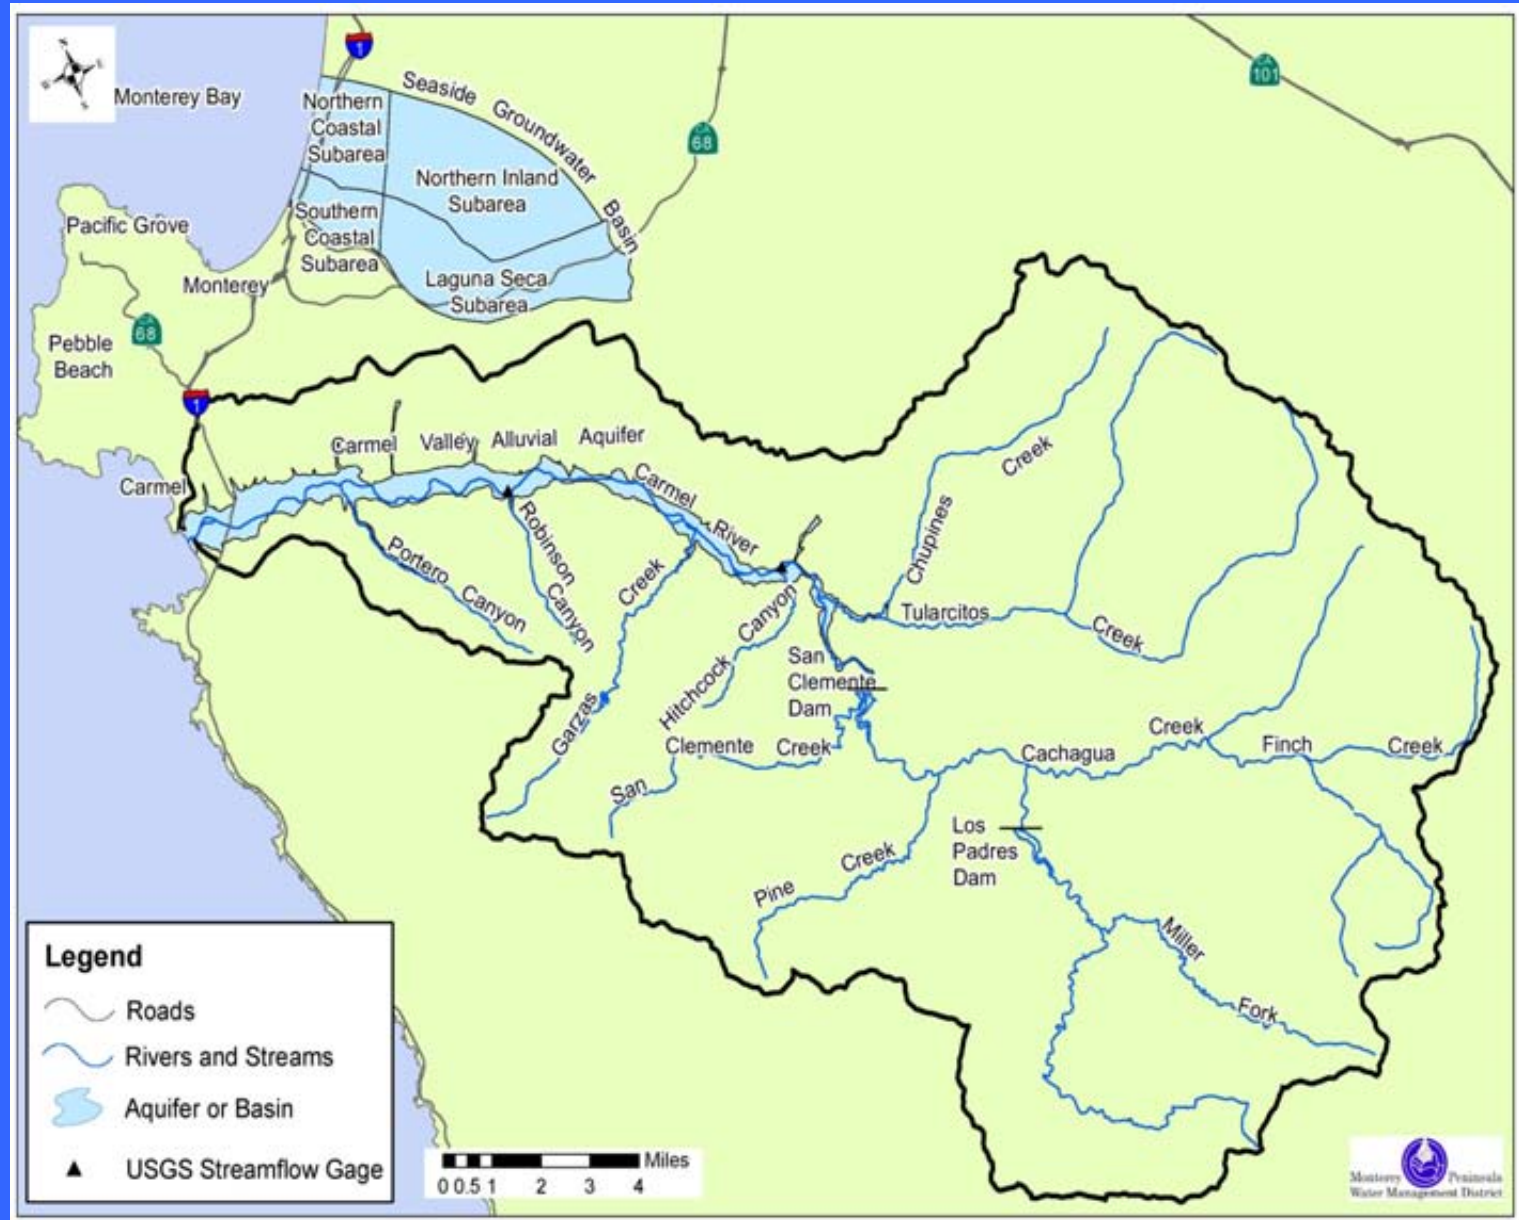 1
101
Monterey Bay
Northern
Coastal
Subarea
Seaside Groundwater Basin
68
Northern Inland
Subarea
Southern
Coastal
Subarea
Pacific Grove
Monterey
Laguna Seca
Subarea
68
Pebble
Beach
1
Carmel Valley Alluvial Aquifer
Carmel
Carmel River
Chupines Creek
Robinson Canyon
Portero Canyon
Garzas Creek
Hitchcock Canyon
Tularcitos Creek
San
Clemente
Dam
San Clemente Creek
Cachagua Creek
Finch Creek
Los
Padres
Dam
Pine Creek
Miller Fork
Legend
Roads
Rivers and Streams
Aquifer or Basin
USGS Streamflow Gage
Miles
0 0.5 1 2 3 4
Monterey Peninsula
Water Management District